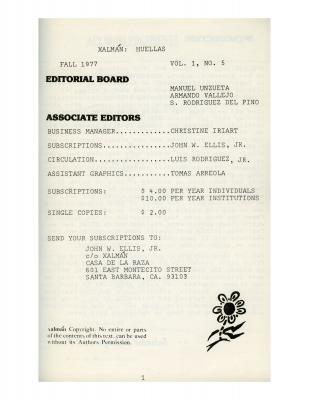 XALMÁN: HUELLAS
FALL 1977 VOL. 1, NO. 5
EDITORIAL BOARD
MANUEL UNZUETA
ARMANDO VALLEJO
S. RODRIGUEZ DEL PINO
ASSOCIATE EDITORS
BUSINESS MANAGER.............CHRISTINE IRIART
SUBSCRIPTIONS................JOHN W. ELLIS, JR.
CIRCULATION..................LUIS RODRIGUEZ, JR.
ASSISTANT GRAPHICS...........TOMAS ARREOLA
SUBSCRIPTIONS: $ 4.00 PER YEAR INDIVIDUALS
$10.00 PER YEAR INSTITUTIONS
SINGLE COPIES: $ 2.00
SEND YOUR SUBSCRIPTIONS TO:
JOHN W. ELLIS, JR.
c/o XALMÁN
CASA DE LA RAZA
601 EAST MONTECITO STREET
SANTA BARBARA, CA. 93103
Xalmán Copyright. No entire or parts
of the contents of this text, can be used
without its Authors Permission.
1